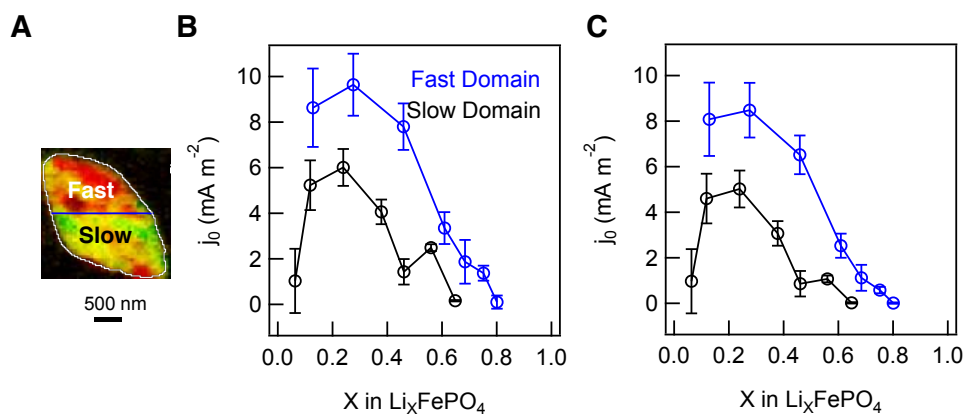 A
Fast
Slow
500 nm
B
10
8
6
4
2
0
j₀ (mA m⁻²)
Fast Domain
Slow Domain
0.0 0.2 0.4 0.6 0.8 1.0
X in LiₓFePO₄
C
10
8
6
4
2
0
j₀ (mA m⁻²)
0.0 0.2 0.4 0.6 0.8 1.0
X in LiₓFePO₄